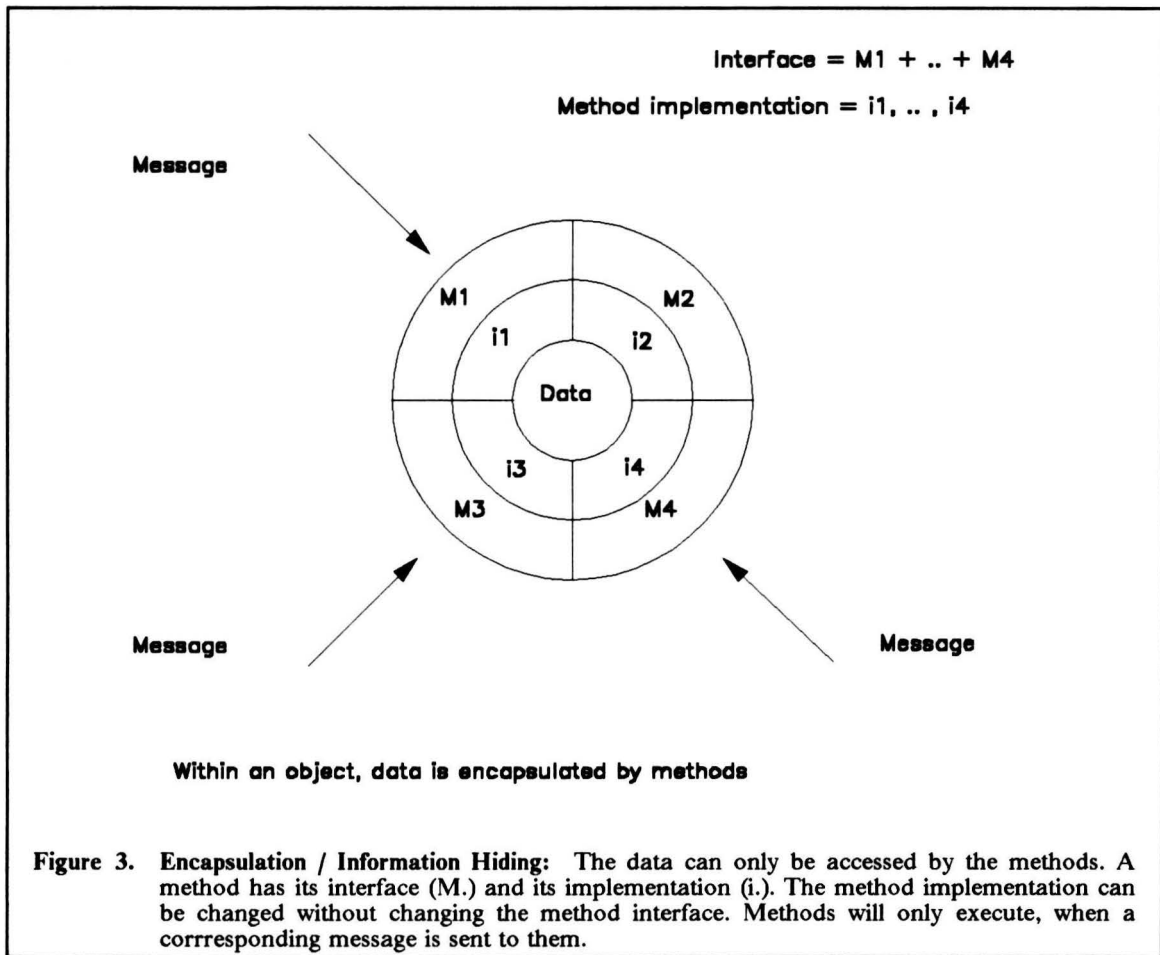 Interface = M1 + .. + M4
Method implementation = i1, .. , i4
Message
M1
M2
i1
i2
Data
i3
i4
M3
M4
Message
Message
Within an object, data is encapsulated by methods
Figure 3. Encapsulation / Information Hiding: The data can only be accessed by the methods. A
method has its interface (M.) and its implementation (i.). The method implementation can
be changed without changing the method interface. Methods will only execute, when a
corrresponding message is sent to them.